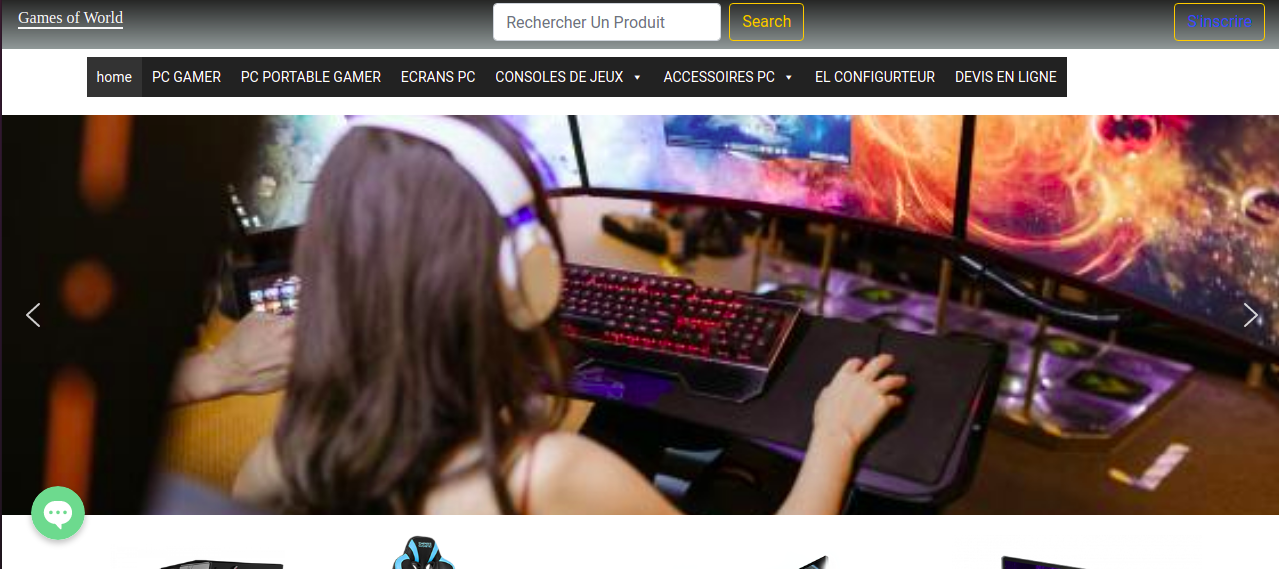 Games of World
Rechercher Un Produit
Search
S'inscrire
home PC GAMER PC PORTABLE GAMER ECRANS PC CONSOLES DE JEUX ACCESSOIRES PC EL CONFIGURTEUR DEVIS EN LIGNE